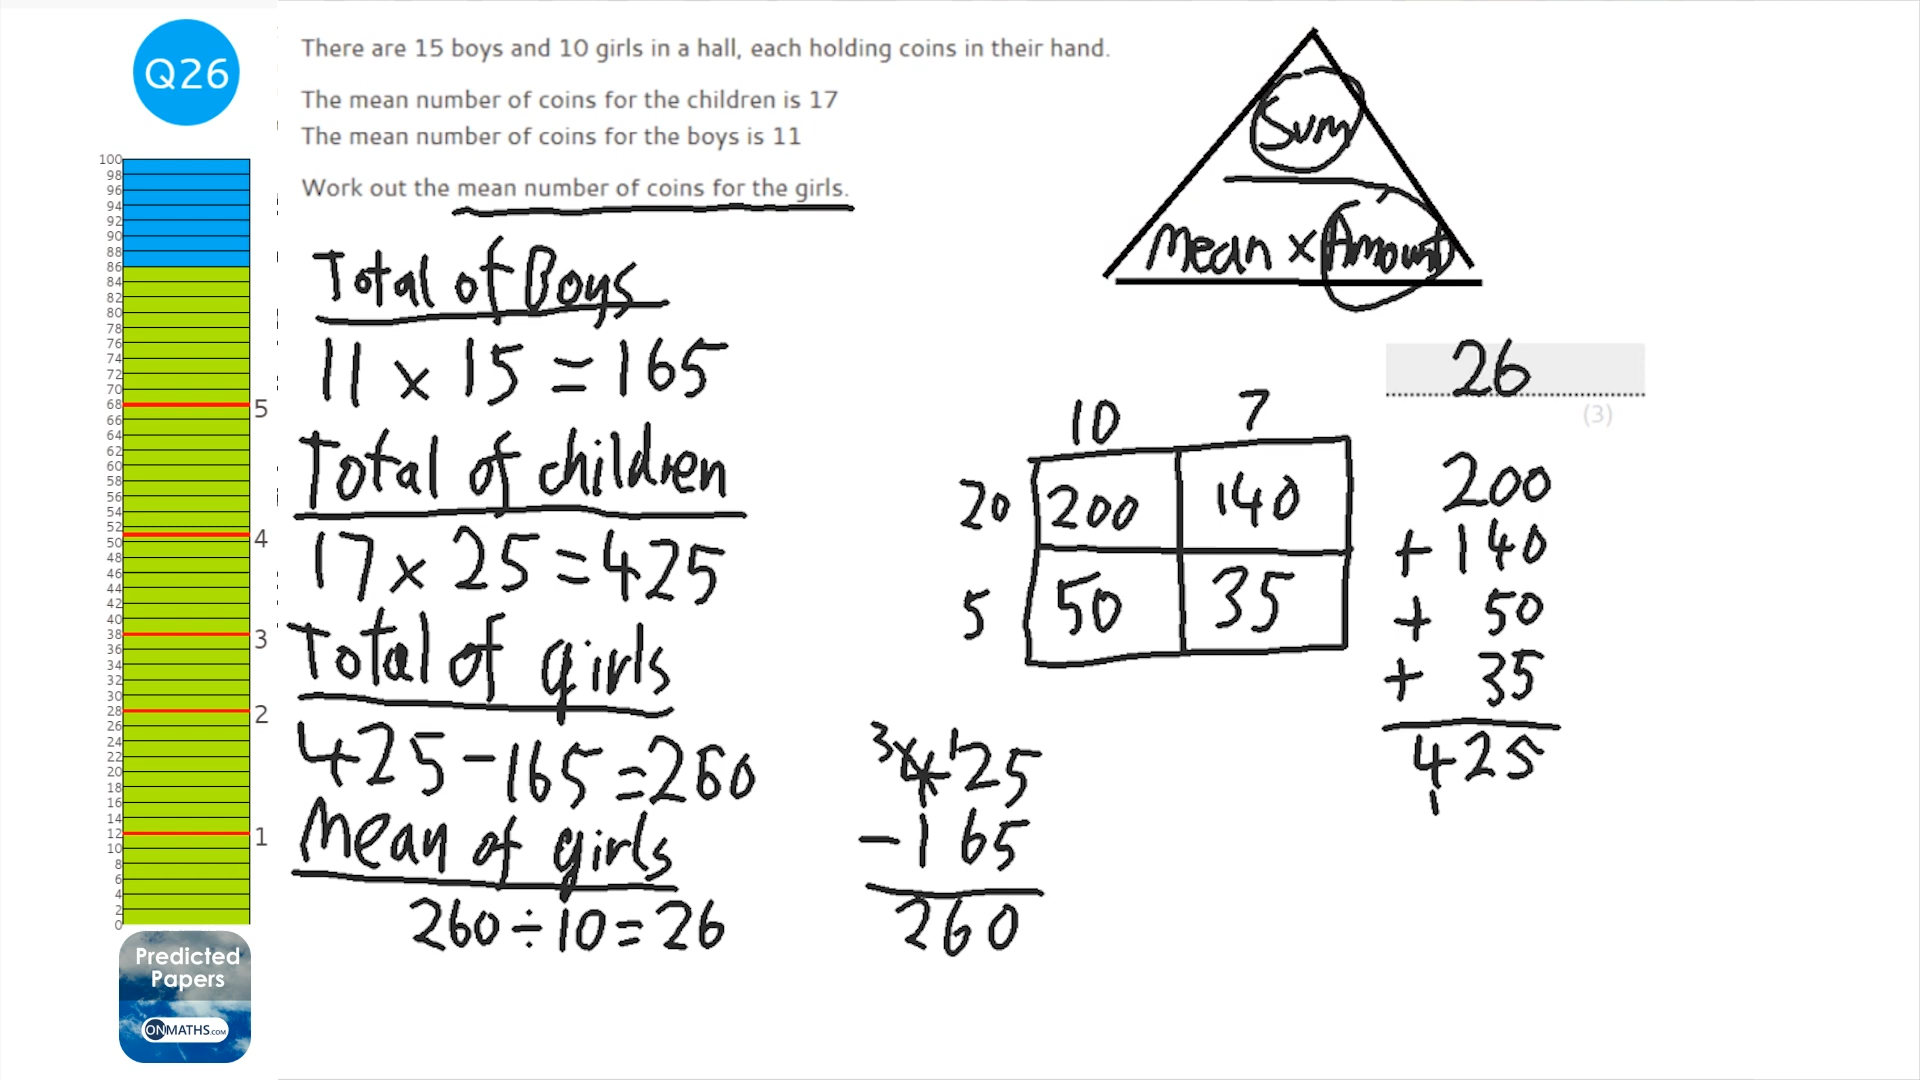 Q26
There are 15 boys and 10 girls in a hall, each holding coins in their hand.
The mean number of coins for the children is 17
The mean number of coins for the boys is 11
Work out the mean number of coins for the girls.
Sum
Mean × Amount
Total of Boys
11 × 15 = 165
Total of children
17 × 25 = 425
Total of girls
425 - 165 = 260
Mean of girls
260 ÷ 10 = 26
26
(3)
10 7
20 200 140
5 50 35
200
+ 140
+ 50
+ 35
425
1
3 4 1 25
- 165
260
100
98
96
94
92
90
88
86
84
82
80
78
76
74
72
70
68 5
66
64
62
60
58
56
54
52
50 4
48
46
44
42
40
38 3
36
34
32
30
28 2
26
24
22
20
18
16
14
12 1
10
8
6
4
2
0
Predicted
Papers
ONMATHS.COM